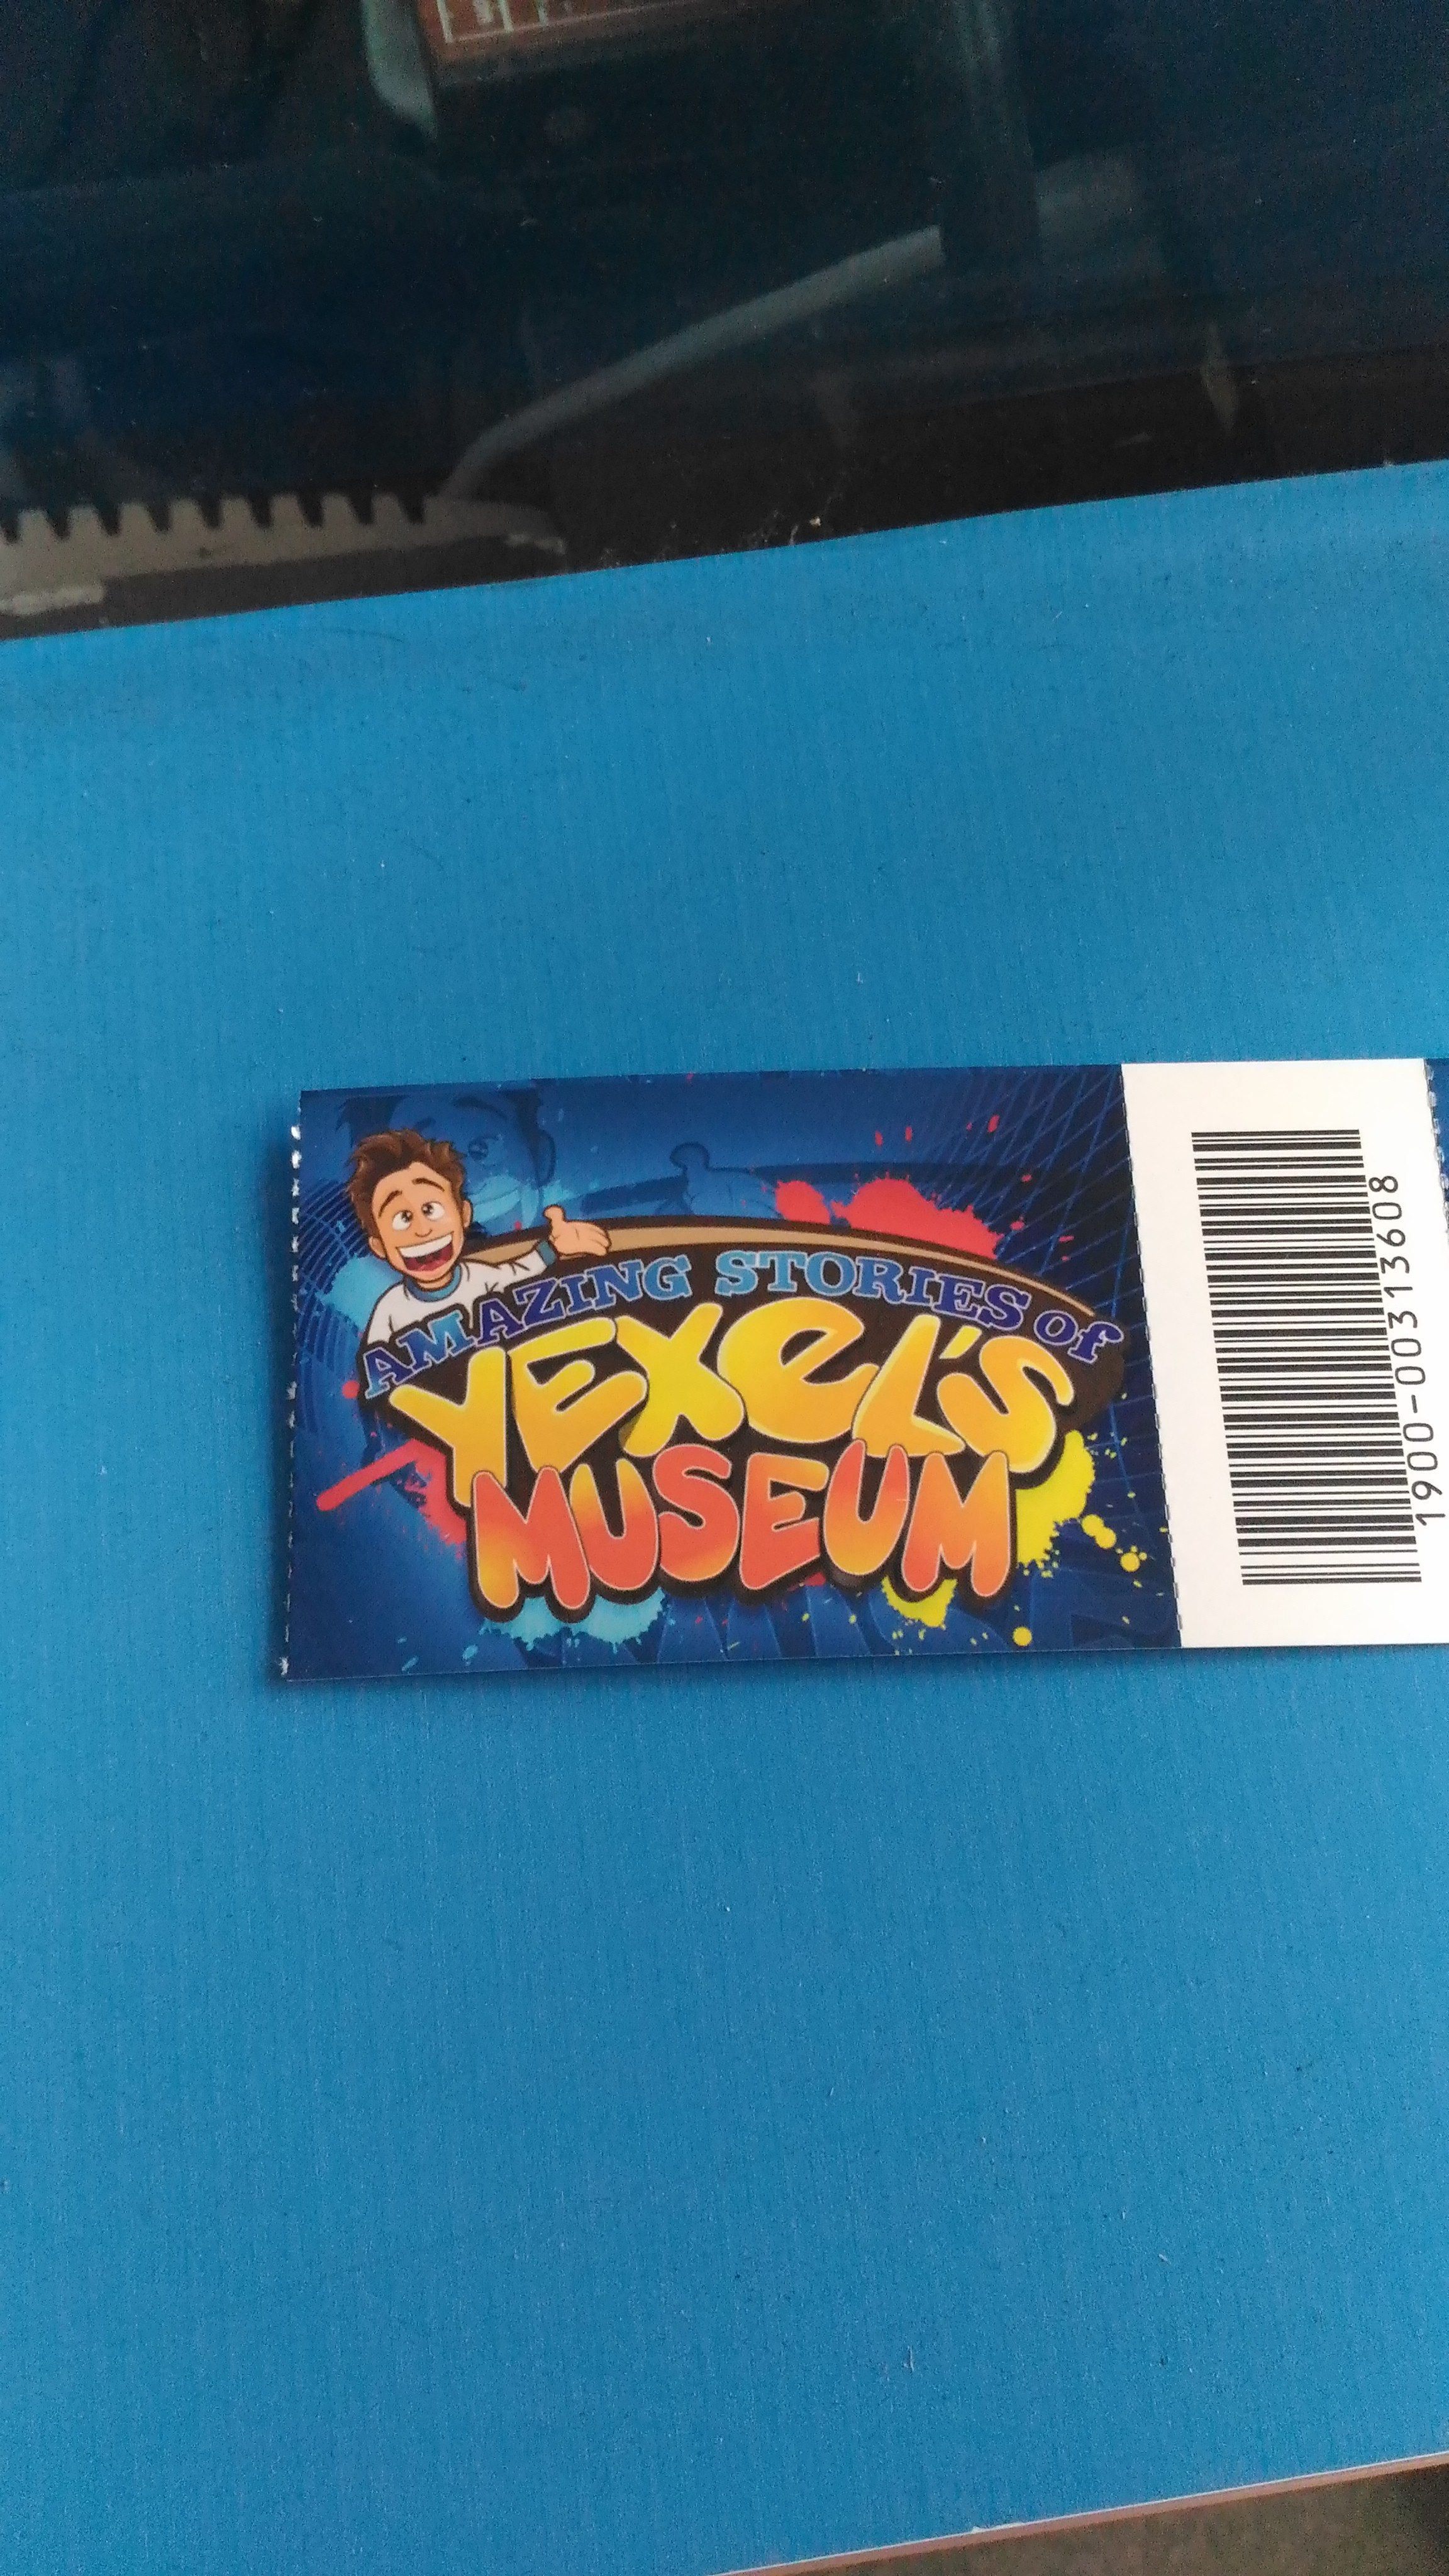 AMAZING STORIES of
YEXEL'S
MUSEUM
1900-00313608